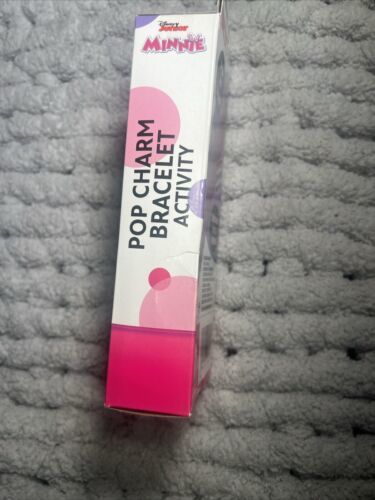 Disney
Junior
MINNIE
POP CHARM
BRACELET
ACTIVITY